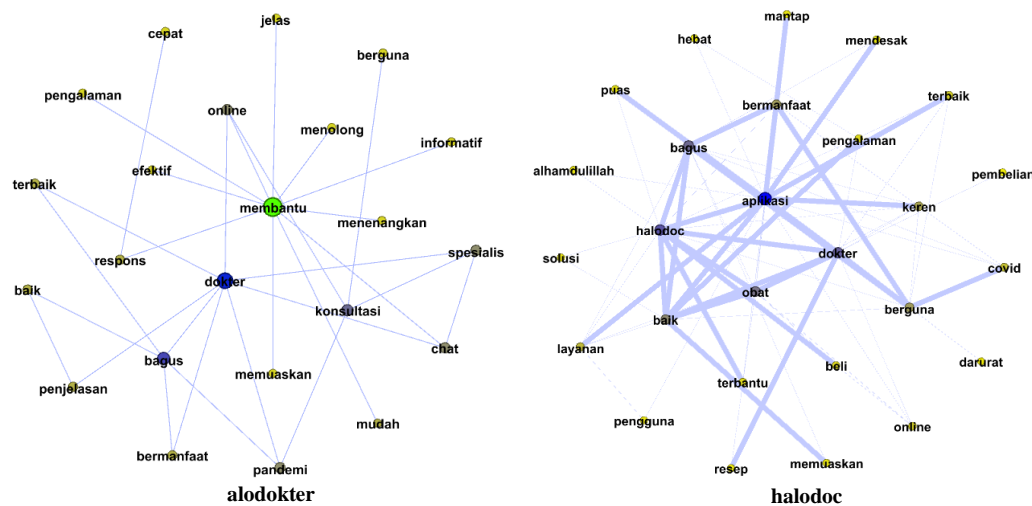 jelas
cepat
berguna
pengalaman
online
menolong
informatif
efektif
terbaik
membantu
menenangkan
respons
spesialis
dokter
baik
konsultasi
chat
bagus
memuaskan
penjelasan
mudah
bermanfaat
pandemi
alodokter
mantap
hebat
mendesak
puas
terbaik
bermanfaat
pengalaman
bagus
alhamdulillah
pembelian
aplikasi
keren
halodoc
dokter
solusi
covid
obat
berguna
baik
layanan
darurat
beli
terbantu
pengguna
online
resep
memuaskan
halodoc